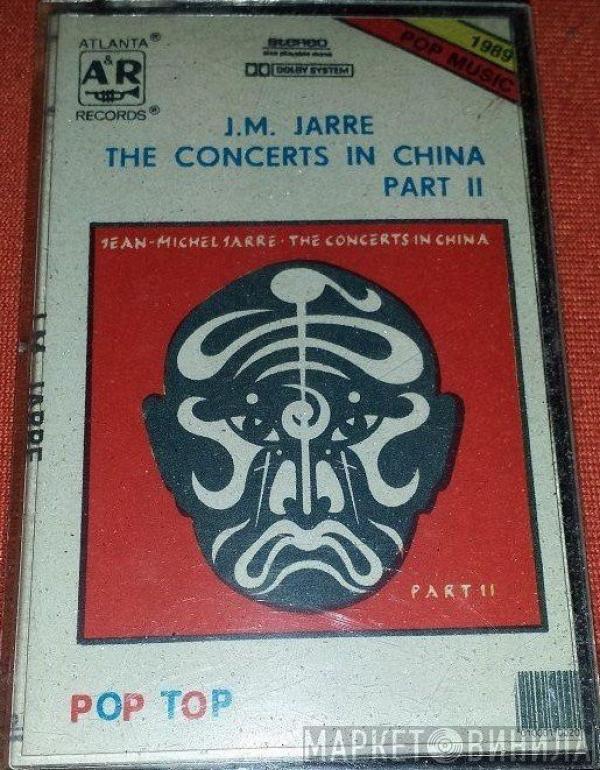 ATLANTA®
A&R
RECORDS®
STEREO
DOLBY SYSTEM
1989
POP MUSIC
J.M. JARRE
THE CONCERTS IN CHINA
PART II
JEAN-MICHEL JARRE · THE CONCERTS IN CHINA
PART II
POP TOP
МАРКЕТ ВИНИЛА